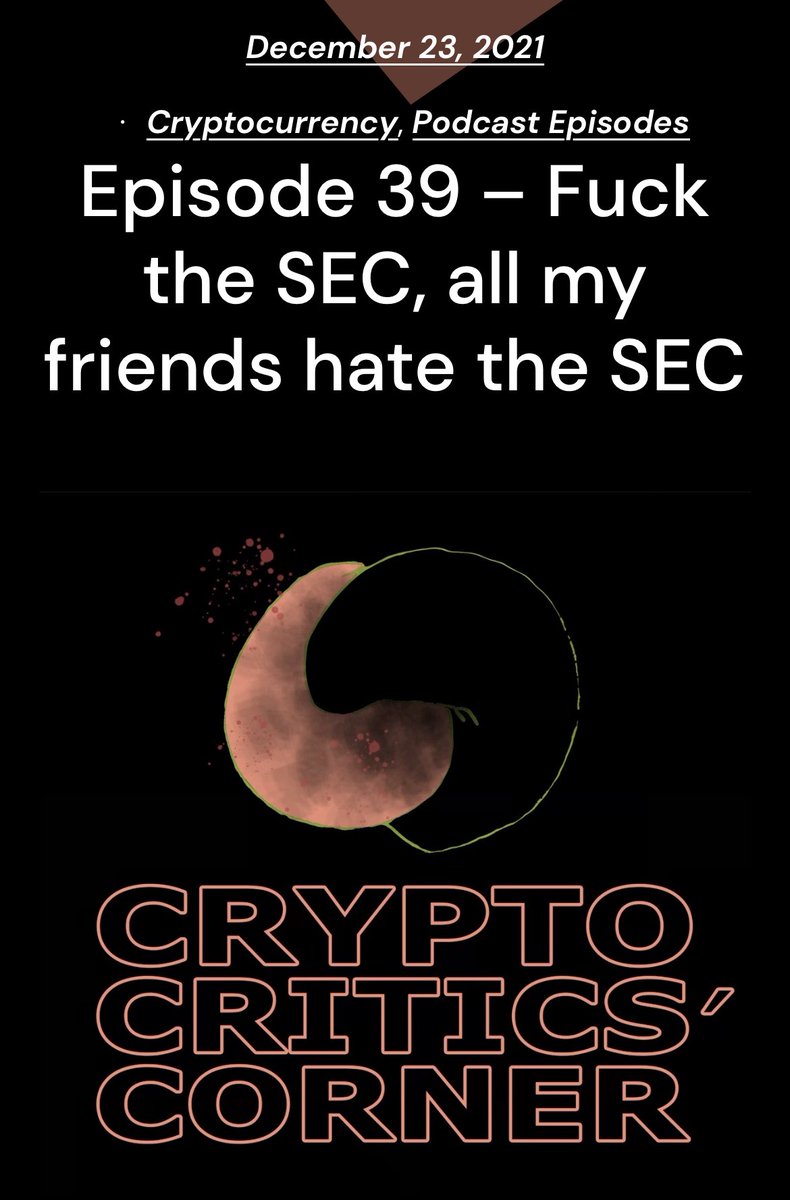 December 23, 2021
· Cryptocurrency, Podcast Episodes
Episode 39 – Fuck
the SEC, all my
friends hate the SEC
CRYPTO
CRITICS’
CORNER